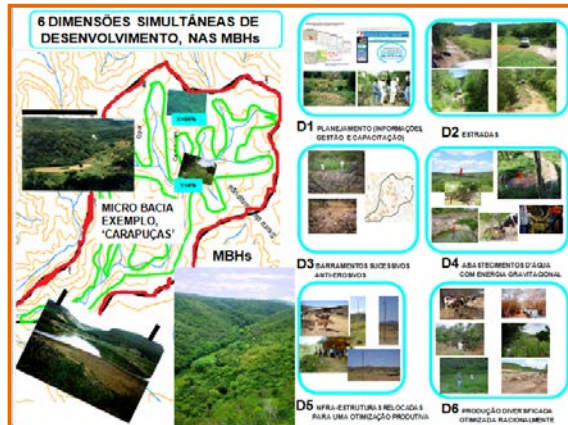 6 DIMENSÕES SIMULTÂNEAS DE
DESENVOLVIMENTO, NAS MBHs
MICRO BACIA
EXEMPLO,
'CARAPUÇAS'
MBHs
D1 PLANEJAMENTO (INFORMAÇÕES,
GESTÃO E CAPACITAÇÃO)
D2 ESTRADAS
D3 BARRAMENTOS SUCESSIVOS
ANTI-EROSIVOS
D4 ABASTECIMENTOS D'ÁGUA
COM ENERGIA GRAVITACIONAL
D5 INFRA-ESTRUTURAS RELOCADAS
PARA UMA OTIMIZAÇÃO PRODUTIVA
D6 PRODUÇÃO DIVERSIFICADA
OTIMIZADA RACIONALMENTE